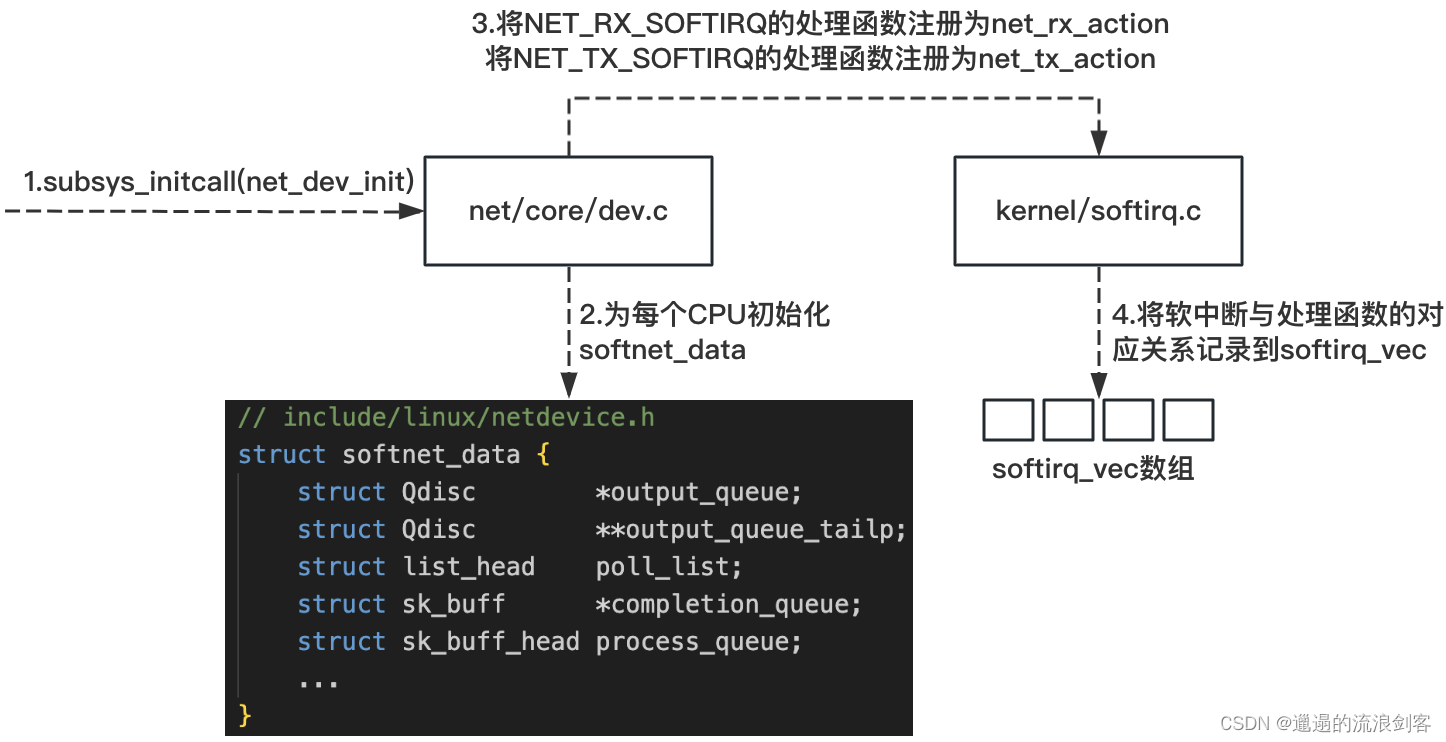 3.将NET_RX_SOFTIRQ的处理函数注册为net_rx_action
将NET_TX_SOFTIRQ的处理函数注册为net_tx_action
1.subsys_initcall(net_dev_init)
net/core/dev.c
kernel/softirq.c
2.为每个CPU初始化
softnet_data
4.将软中断与处理函数的对
应关系记录到softirq_vec
// include/linux/netdevice.h
struct softnet_data {
    struct Qdisc        *output_queue;
    struct Qdisc        **output_queue_tailp;
    struct list_head    poll_list;
    struct sk_buff      *completion_queue;
    struct sk_buff_head process_queue;
    ...
}
softirq_vec数组
CSDN @邋遢的流浪剑客